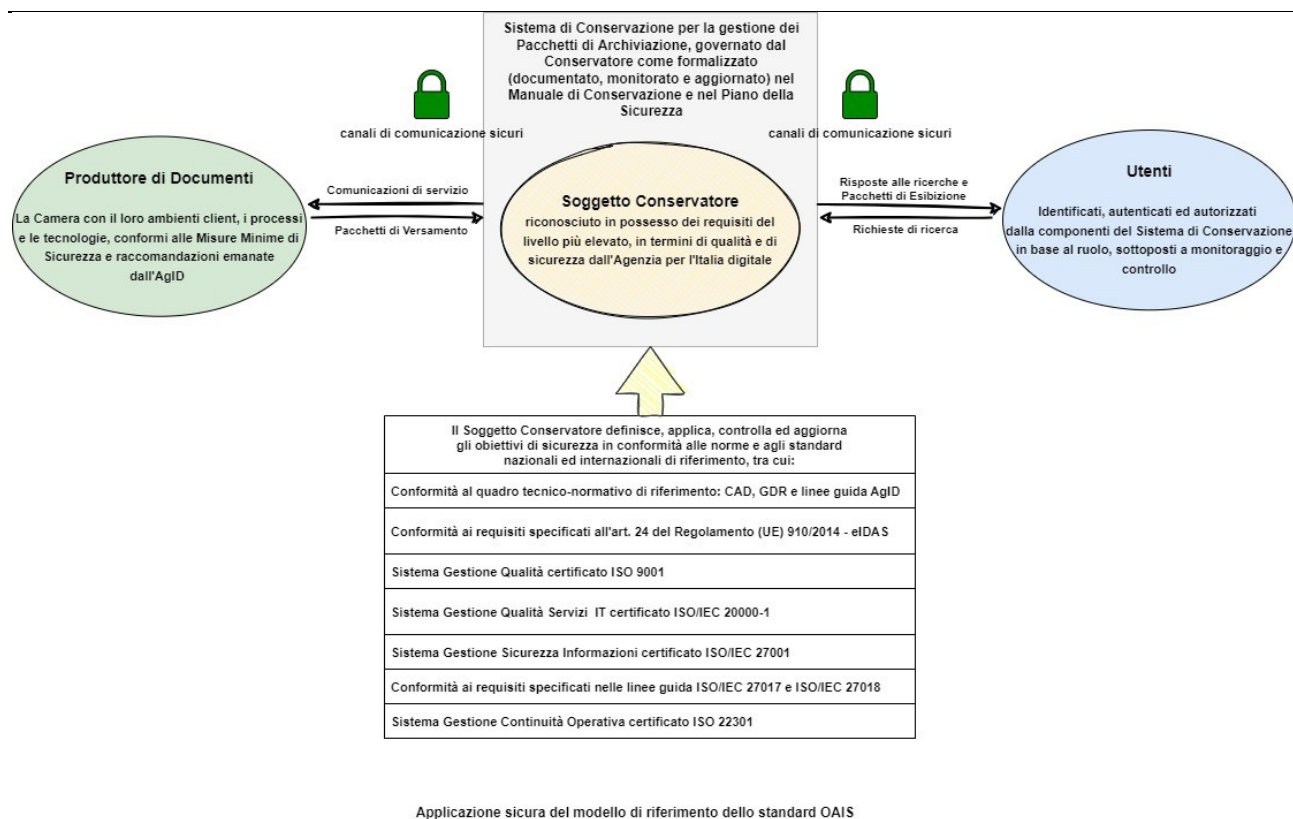 Sistema di Conservazione per la gestione dei
Pacchetti di Archiviazione, governato dal
Conservatore come formalizzato
(documentato, monitorato e aggiornato) nel
Manuale di Conservazione e nel Piano della
Sicurezza
canali di comunicazione sicuri
canali di comunicazione sicuri
Produttore di Documenti
La Camera con il loro ambienti client, i processi
e le tecnologie, conformi alle Misure Minime di
Sicurezza e raccomandazioni emanate
dall'AgID
Comunicazioni di servizio
Pacchetti di Versamento
Soggetto Conservatore
riconosciuto in possesso dei requisiti del
livello più elevato, in termini di qualità e di
sicurezza dall'Agenzia per l'Italia digitale
Risposte alle ricerche e
Pacchetti di Esibizione
Richieste di ricerca
Utenti
Identificati, autenticati ed autorizzati
dalla componenti del Sistema di Conservazione
in base al ruolo, sottoposti a monitoraggio e
controllo
Il Soggetto Conservatore definisce, applica, controlla ed aggiorna
gli obiettivi di sicurezza in conformità alle norme e agli standard
nazionali ed internazionali di riferimento, tra cui:
Conformità al quadro tecnico-normativo di riferimento: CAD, GDR e linee guida AgID
Conformità ai requisiti specificati all'art. 24 del Regolamento (UE) 910/2014 - eIDAS
Sistema Gestione Qualità certificato ISO 9001
Sistema Gestione Qualità Servizi IT certificato ISO/IEC 20000-1
Sistema Gestione Sicurezza Informazioni certificato ISO/IEC 27001
Conformità ai requisiti specificati nelle linee guida ISO/IEC 27017 e ISO/IEC 27018
Sistema Gestione Continuità Operativa certificato ISO 22301
Applicazione sicura del modello di riferimento dello standard OAIS